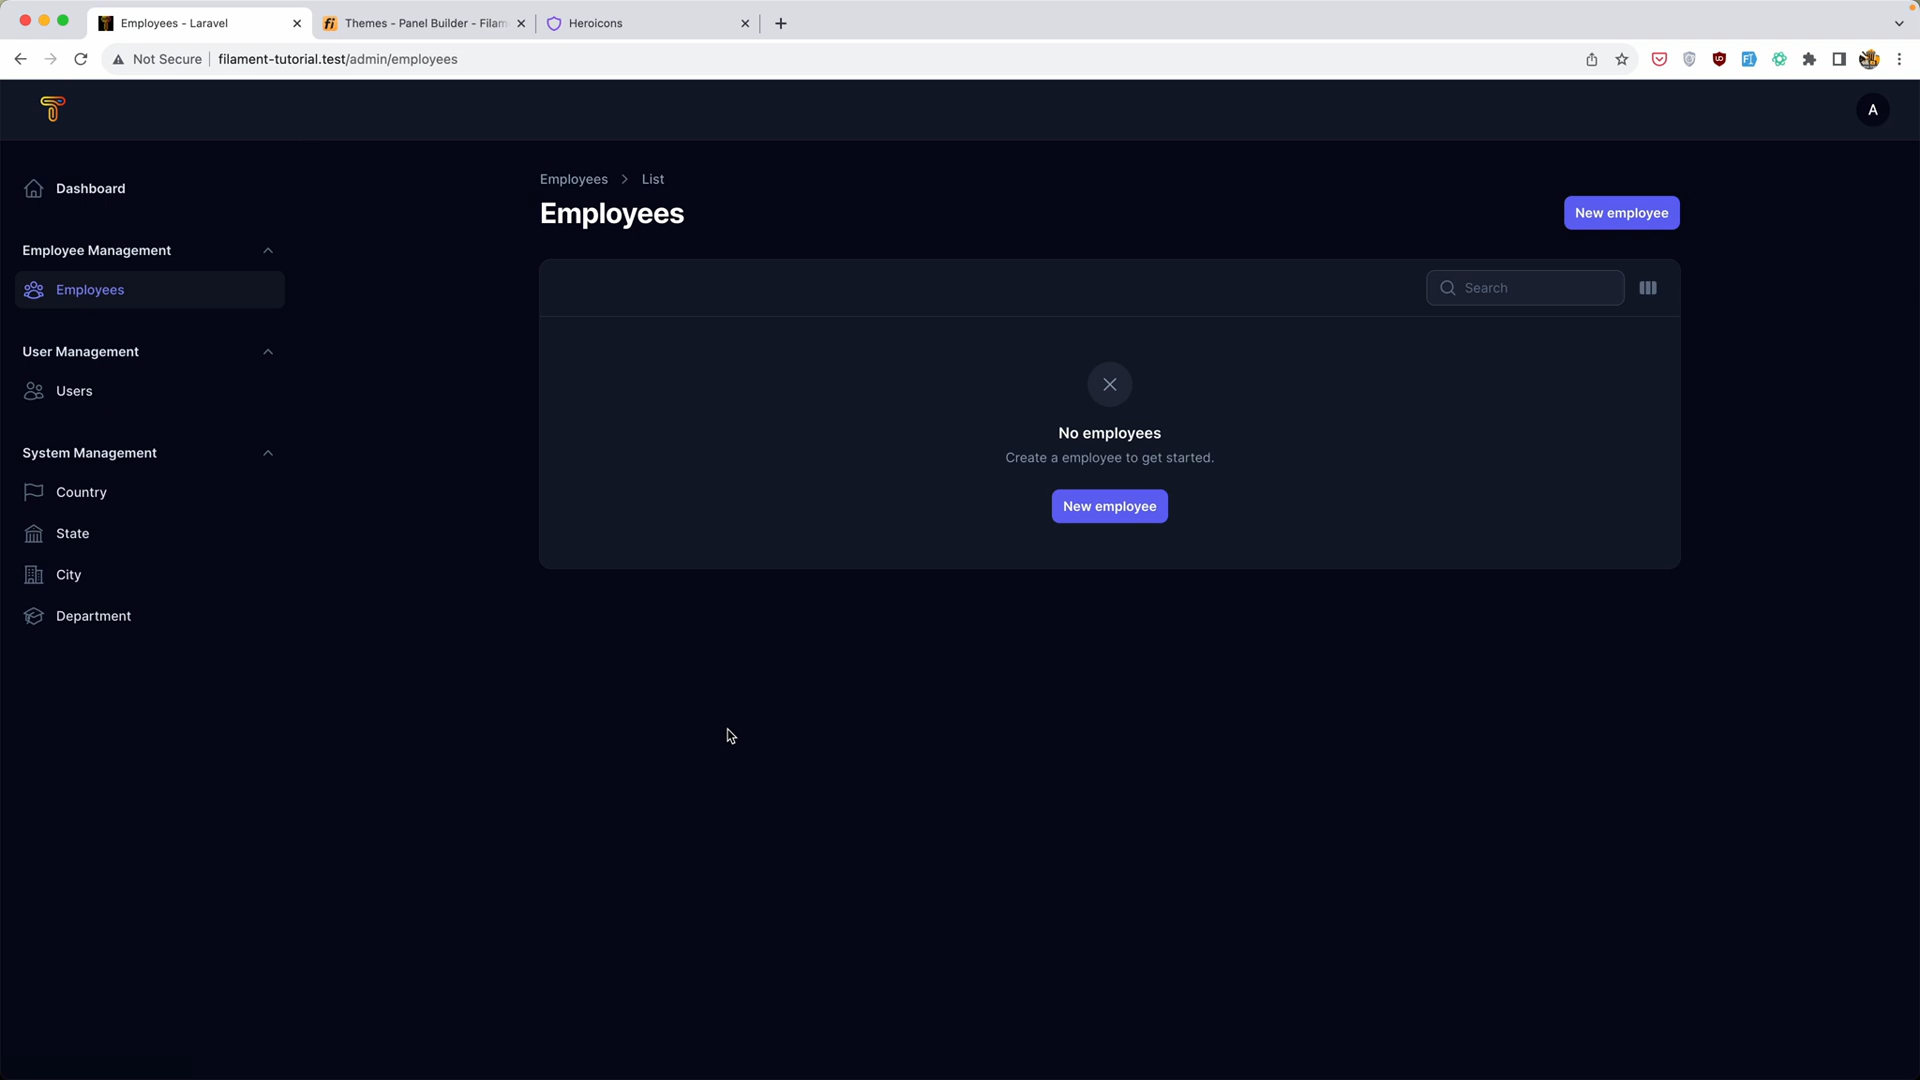 Employees - Laravel
Themes - Panel Builder - Filam
Heroicons
Not Secure
filament-tutorial.test/admin/employees
A
Dashboard
Employee Management
Employees
User Management
Users
System Management
Country
State
City
Department
Employees > List
Employees
New employee
Search
No employees
Create a employee to get started.
New employee